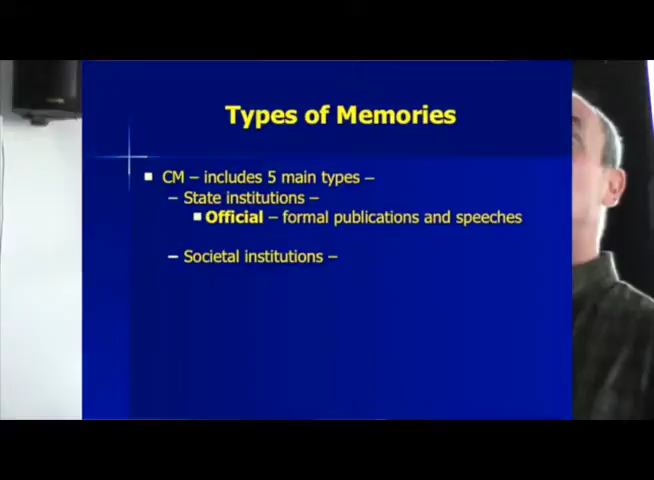 Types of Memories
CM – includes 5 main types –
– State institutions –
Official – formal publications and speeches
– Societal institutions –